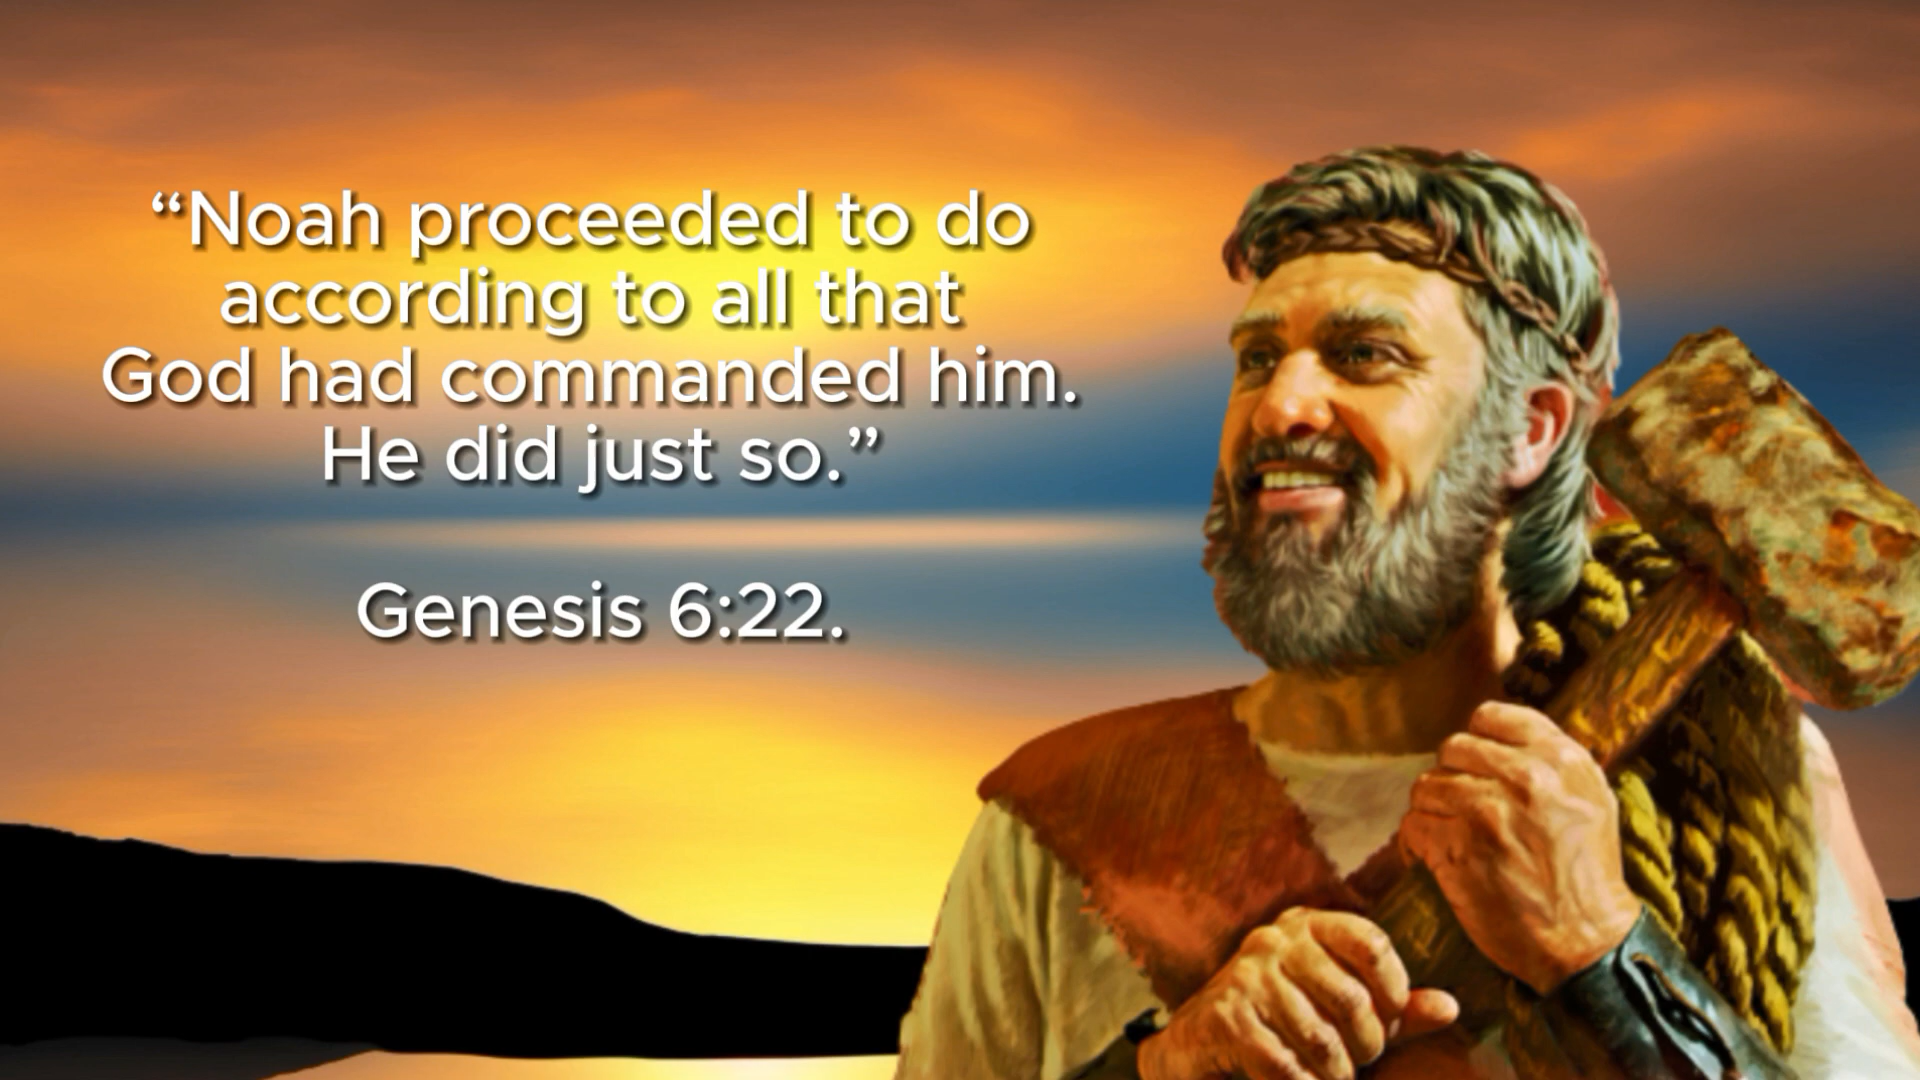 “Noah proceeded to do
according to all that
God had commanded him.
He did just so.”
Genesis 6:22.